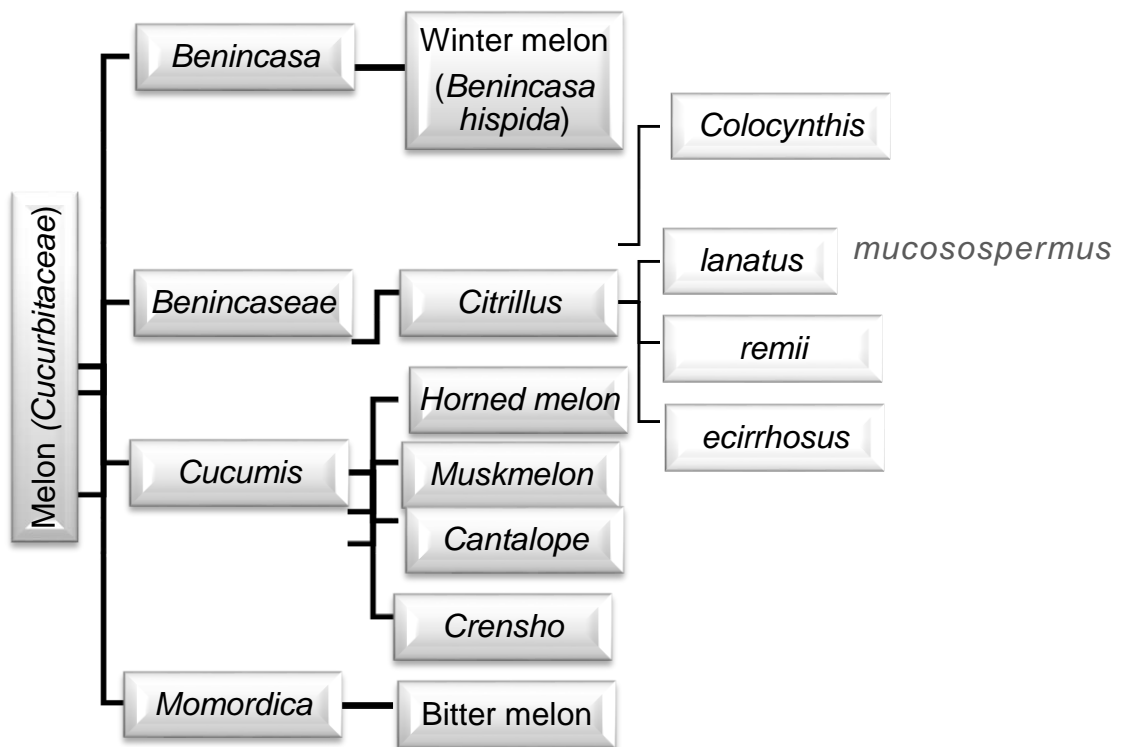 Melon (Cucurbitaceae)
Benincasa
Winter melon
(Benincasa
hispida)
Benincaseae
Citrillus
Colocynthis
lanatus
mucosospermus
remii
ecirrhosus
Cucumis
Horned melon
Muskmelon
Cantalope
Crensho
Momordica
Bitter melon